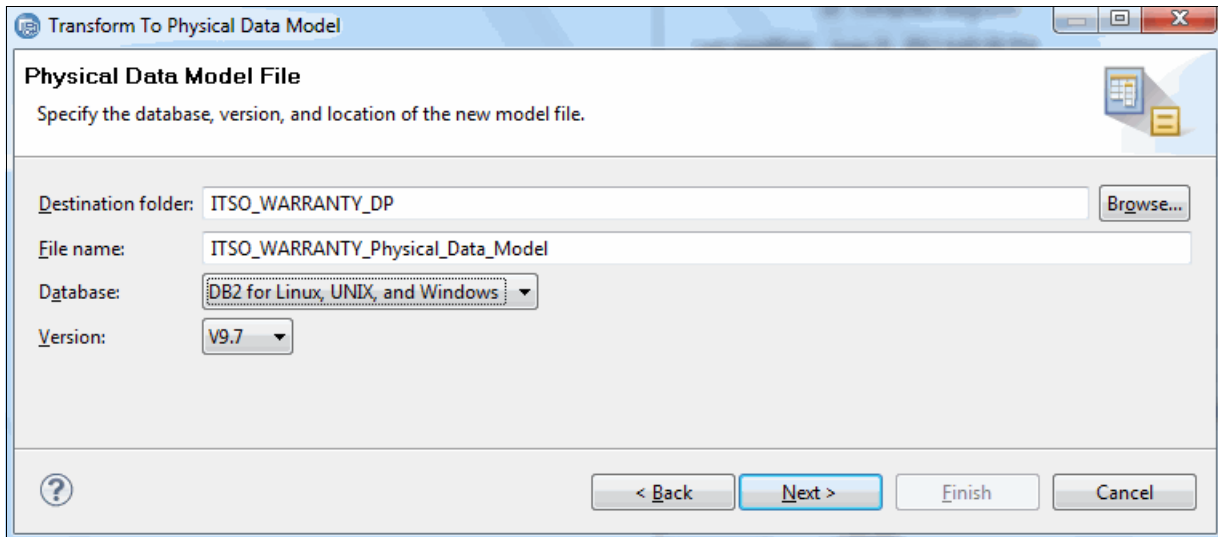 Transform To Physical Data Model
Physical Data Model File
Specify the database, version, and location of the new model file.
Destination folder: ITSO_WARRANTY_DP Browse...
File name: ITSO_WARRANTY_Physical_Data_Model
Database: DB2 for Linux, UNIX, and Windows
Version: V9.7
? < Back Next > Finish Cancel